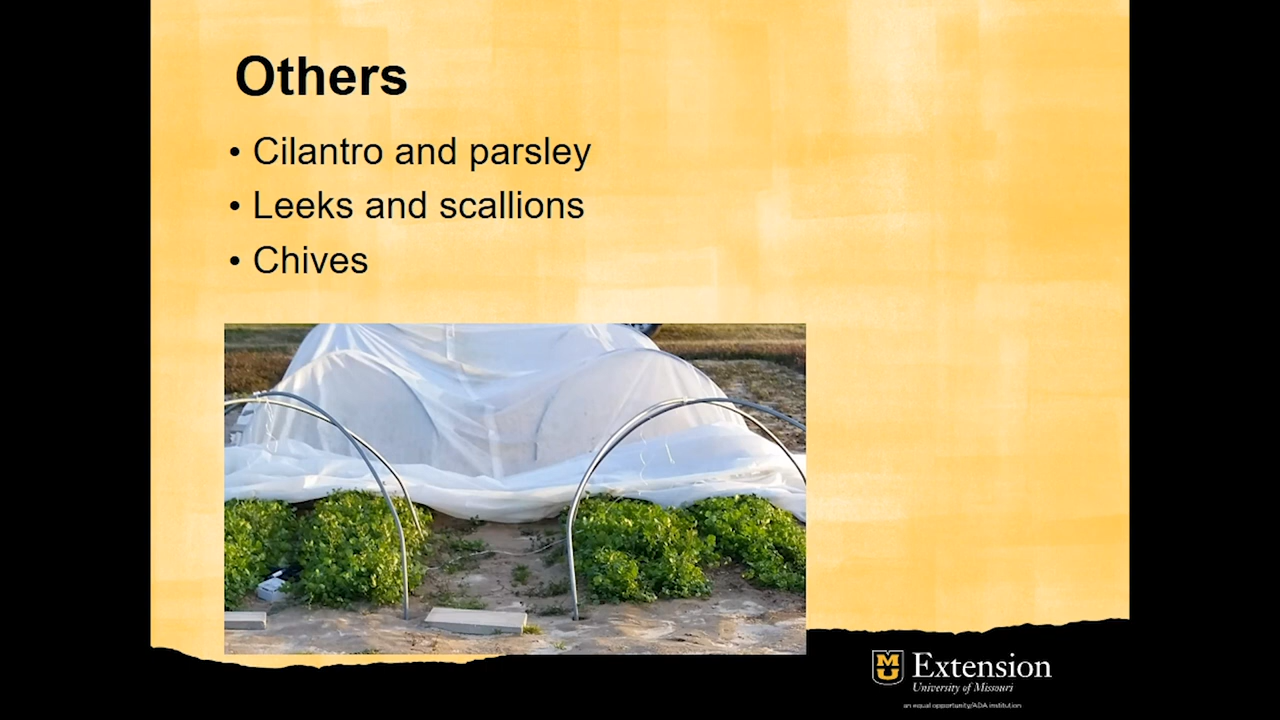 Others
• Cilantro and parsley
• Leeks and scallions
• Chives
Extension
University of Missouri
an equal opportunity/ADA institution